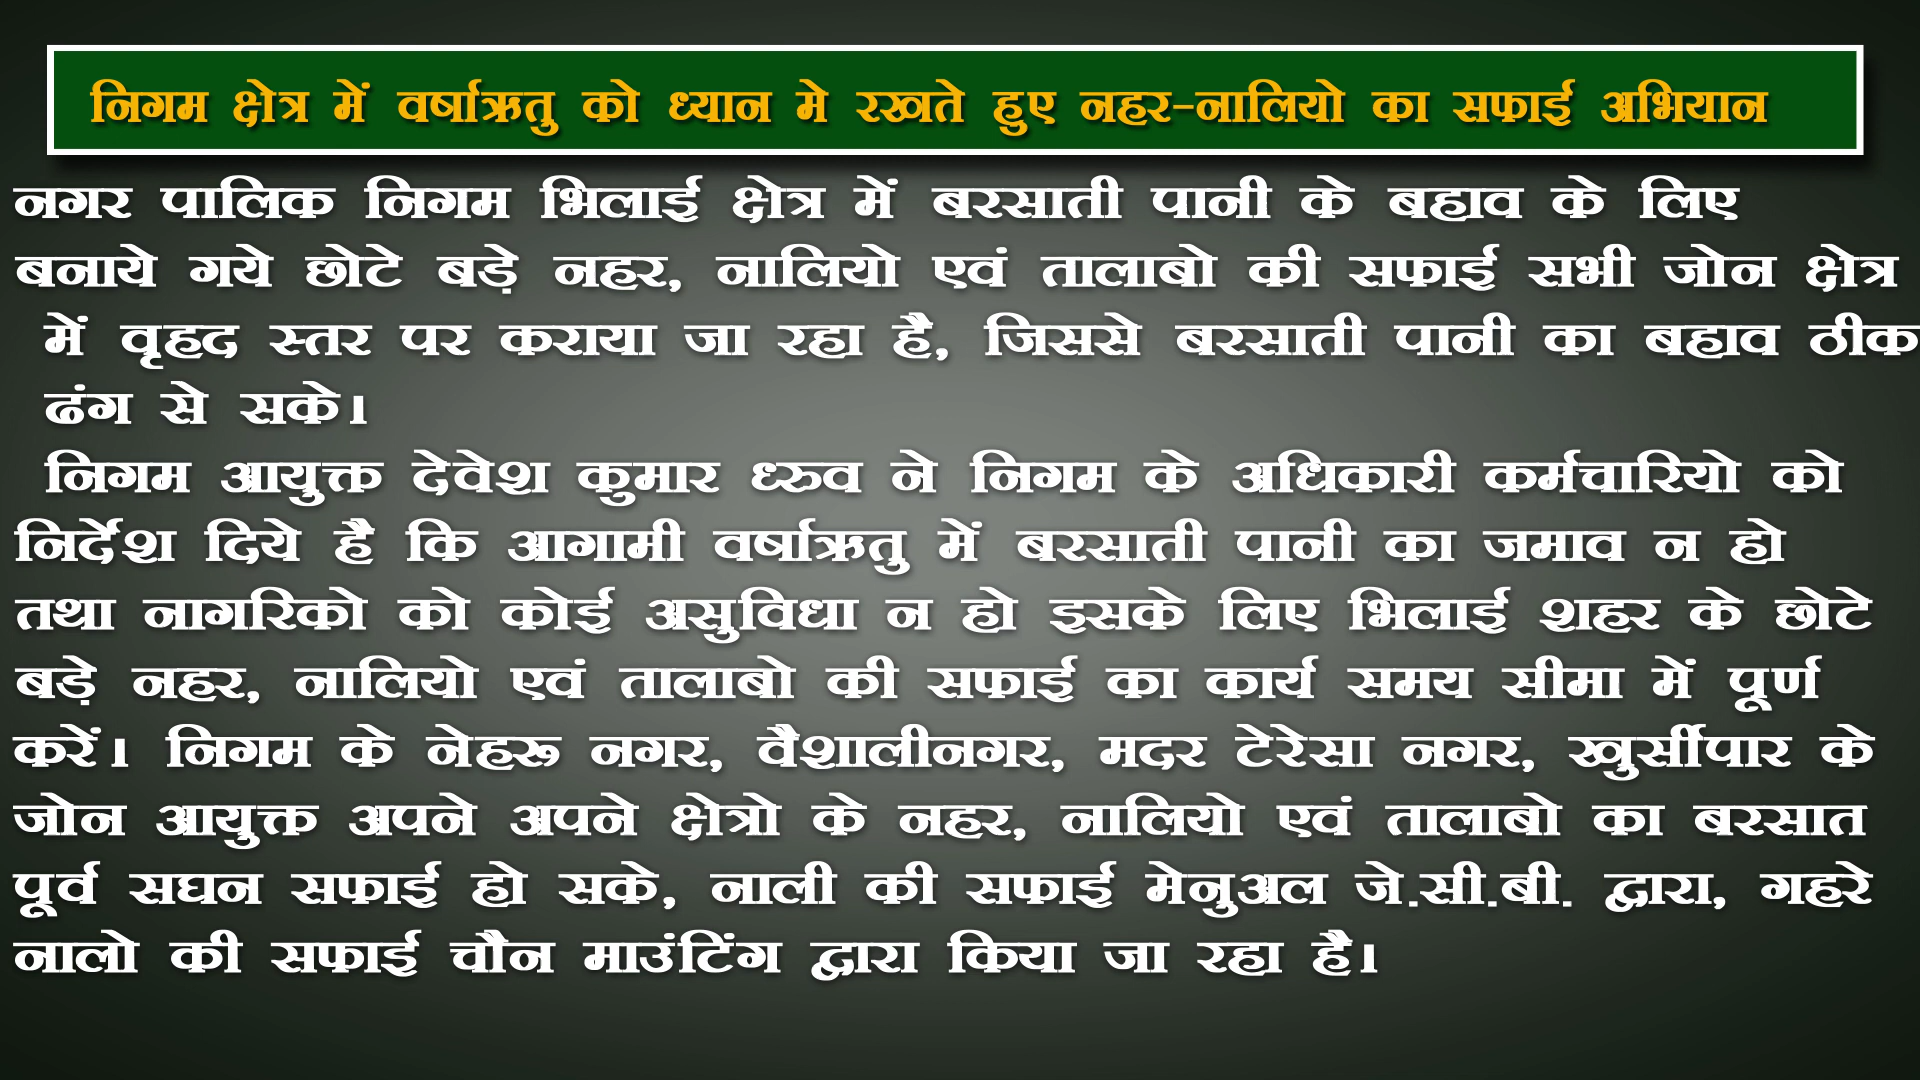 निगम क्षेत्र में वर्षाऋतु को ध्यान मे रखते हुए नहर-नालियो का सफाई अभियान
नगर पालिक निगम भिलाई क्षेत्र में बरसाती पानी के बहाव के लिए
बनाये गये छोटे बड़े नहर, नालियो एवं तालाबो की सफाई सभी जोन क्षेत्र
में वृहद स्तर पर कराया जा रहा है, जिससे बरसाती पानी का बहाव ठीक
ढंग से सके।
निगम आयुक्त देवेश कुमार ध्रुव ने निगम के अधिकारी कर्मचारियो को
निर्देश दिये है कि आगामी वर्षाऋतु में बरसाती पानी का जमाव न हो
तथा नागरिको को कोई असुविधा न हो इसके लिए भिलाई शहर के छोटे
बड़े नहर, नालियो एवं तालाबो की सफाई का कार्य समय सीमा में पूर्ण
करें। निगम के नेहरू नगर, वैशालीनगर, मदर टेरेसा नगर, खुर्सीपार के
जोन आयुक्त अपने अपने क्षेत्रो के नहर, नालियो एवं तालाबो का बरसात
पूर्व सघन सफाई हो सके, नाली की सफाई मेनुअल जे.सी.बी. द्वारा, गहरे
नालो की सफाई चौन माउंटिंग द्वारा किया जा रहा है।